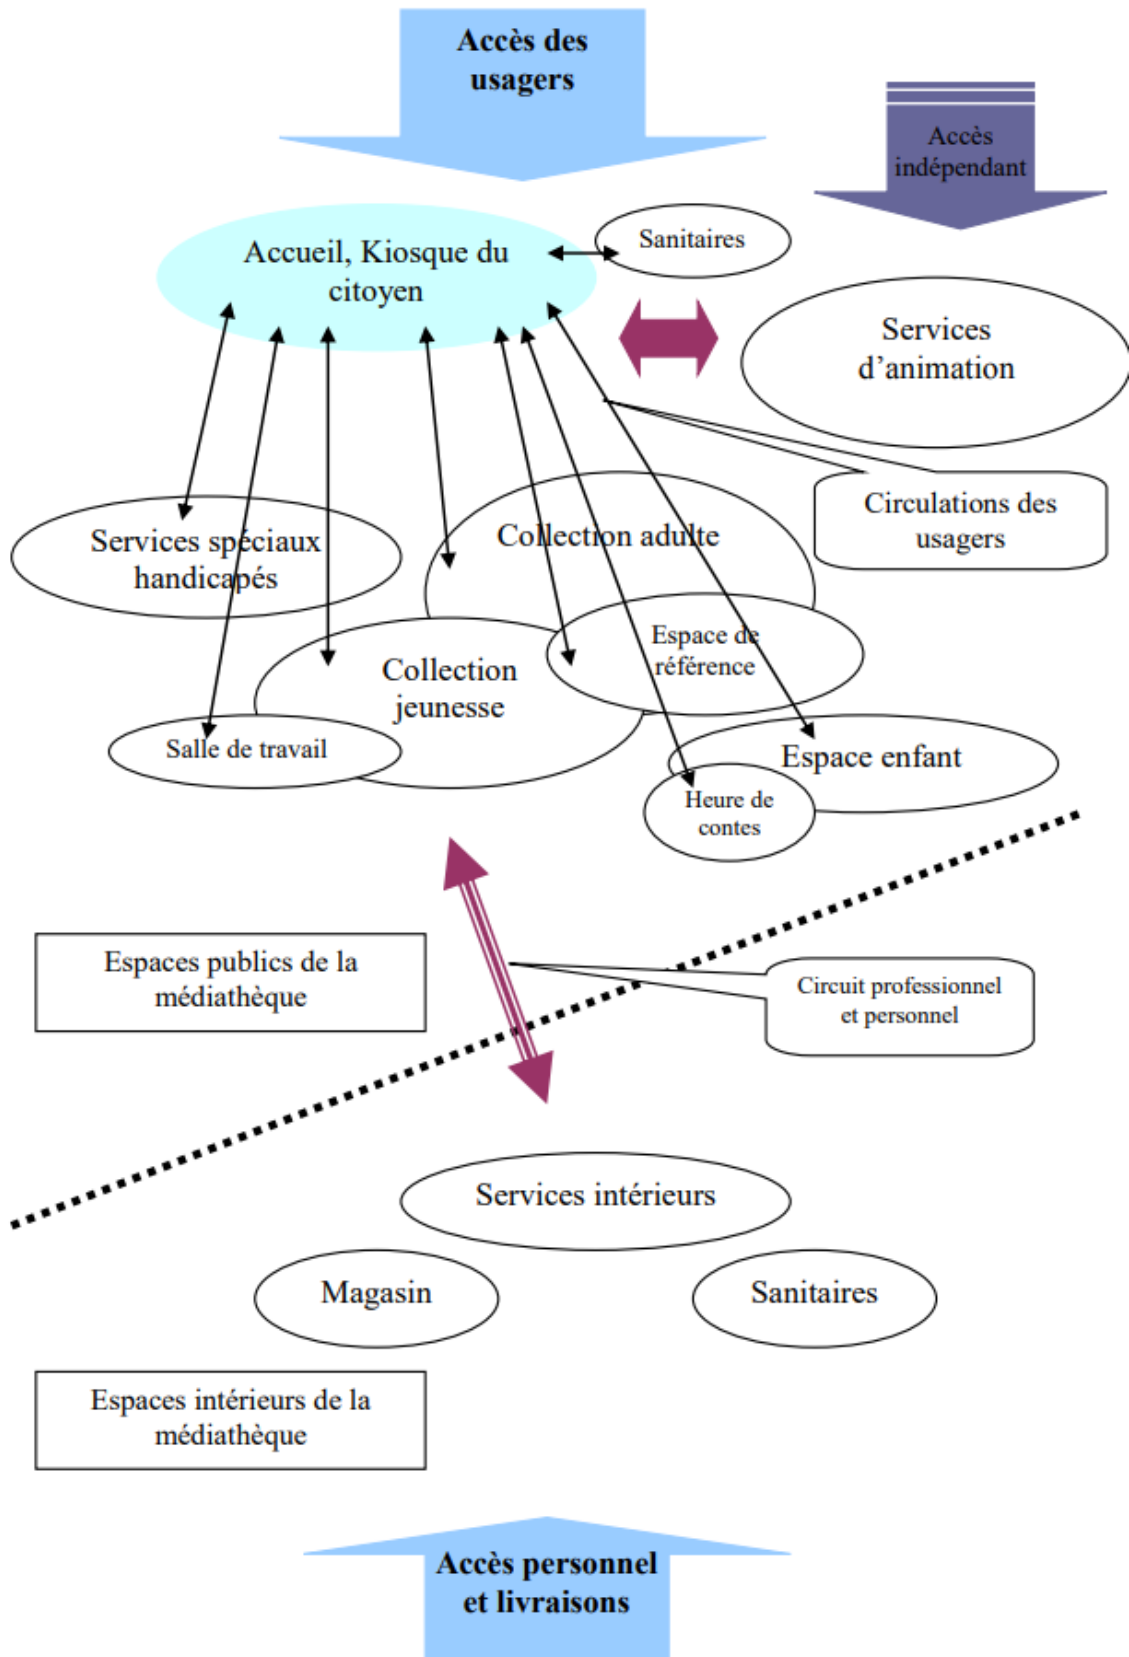 Accès des
usagers
Accès
indépendant
Sanitaires
Accueil, Kiosque du
citoyen
Services
d'animation
Circulations des
usagers
Services spéciaux
handicapés
Collection adulte
Espace de
référence
Collection
jeunesse
Salle de travail
Espace enfant
Heure de
contes
Espaces publics de la
médiathèque
Circuit professionnel
et personnel
Services intérieurs
Magasin
Sanitaires
Espaces intérieurs de la
médiathèque
Accès personnel
et livraisons